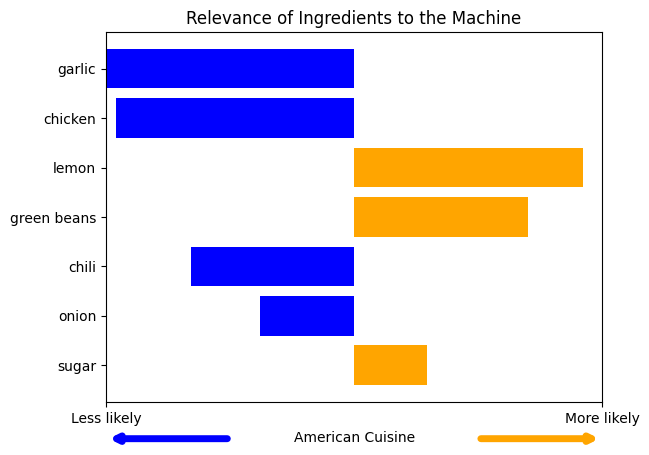 Relevance of Ingredients to the Machine
garlic
chicken
lemon
green beans
chili
onion
sugar
Less likely
More likely
American Cuisine